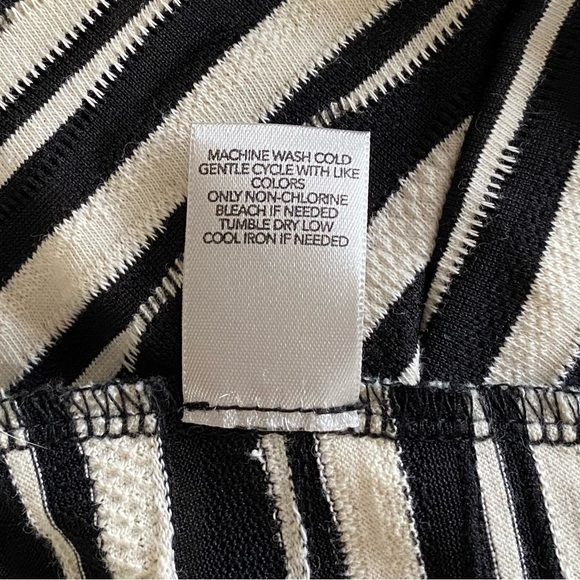 MACHINE WASH COLD
GENTLE CYCLE WITH LIKE
COLORS
ONLY NON-CHLORINE
BLEACH IF NEEDED
TUMBLE DRY LOW
COOL IRON IF NEEDED